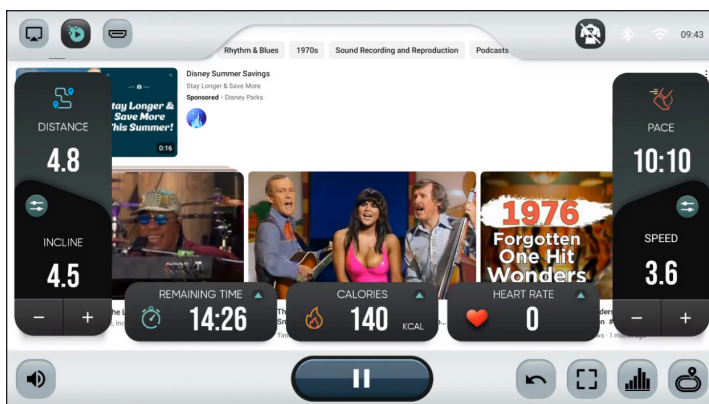 09:43
Rhythm & Blues 1970s Sound Recording and Reproduction Podcasts
Disney Summer Savings
Stay Longer & Save More
Sponsored · Disney Parks
tay Longer &
Save More
his Summer!
0:16
DISTANCE
4.8
INCLINE
4.5
− +
PACE
10:10
SPEED
3.6
− +
1976
Forgotten
One Hit
Wonders
REMAINING TIME
14:26
CALORIES
140 KCAL
HEART RATE
0